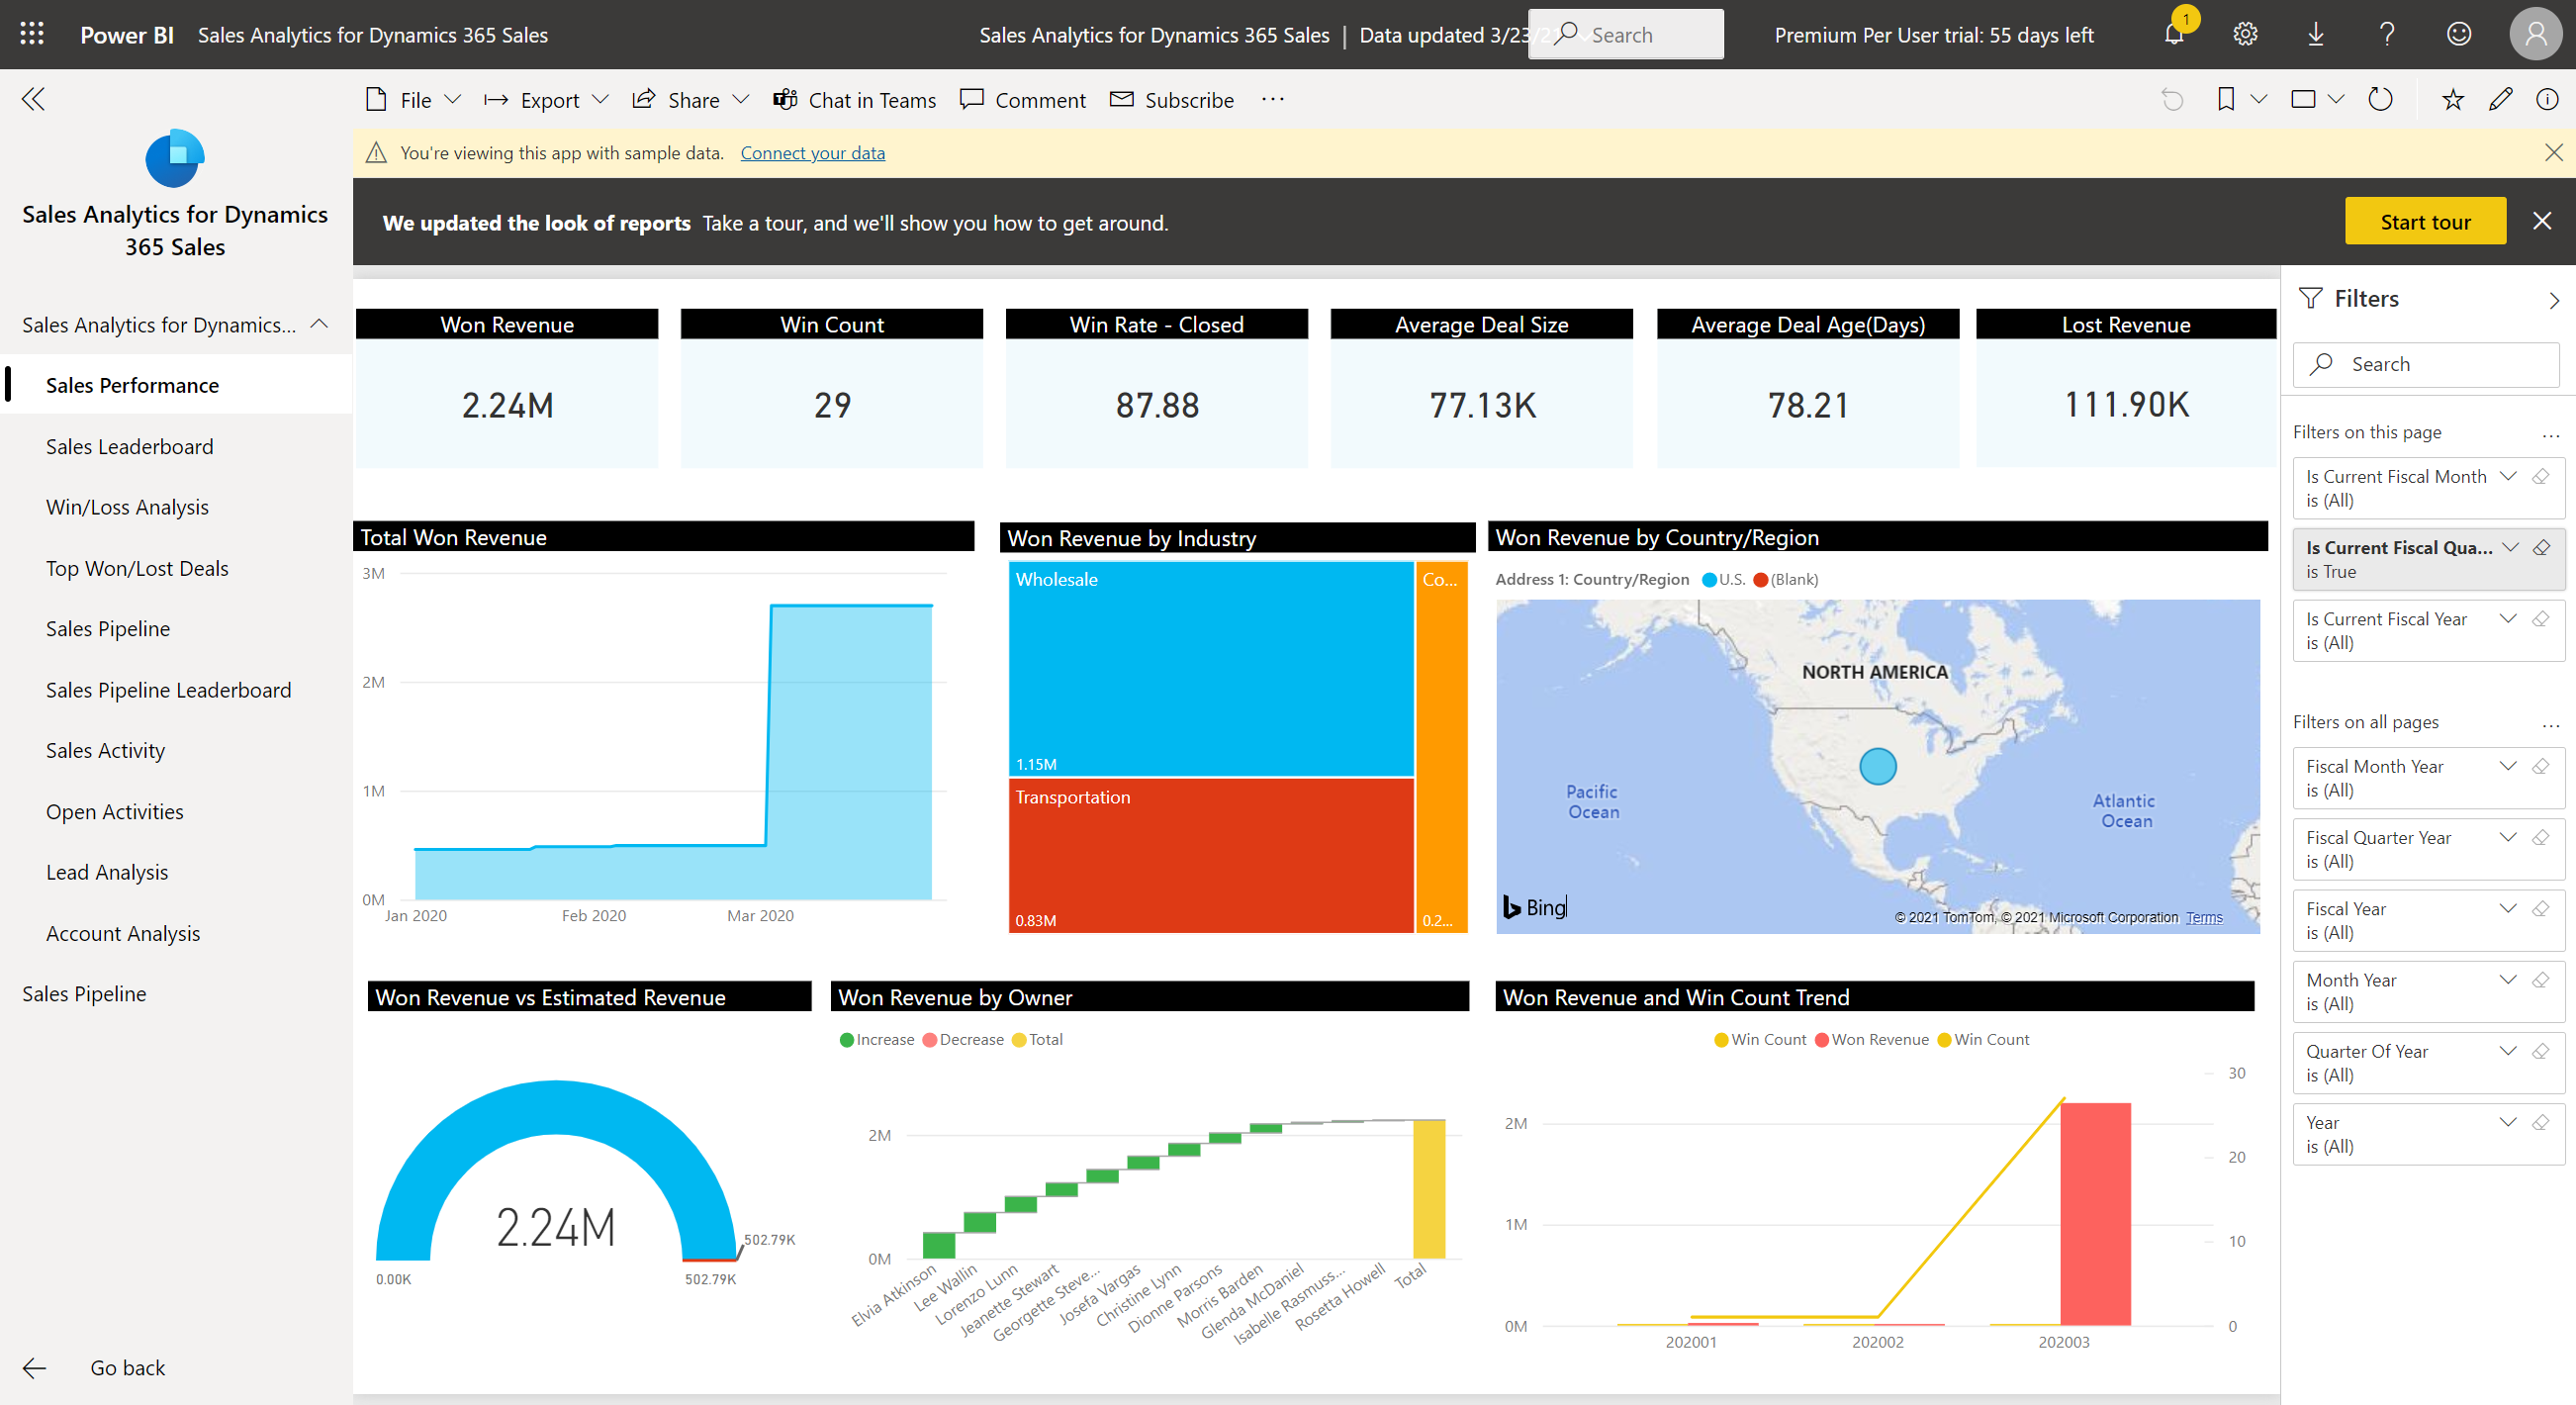 Power BI
Sales Analytics for Dynamics 365 Sales
Sales Analytics for Dynamics 365 Sales | Data updated 3/23/2
Search
Premium Per User trial: 55 days left
1
File
Export
Share
Chat in Teams
Comment
Subscribe
You're viewing this app with sample data. Connect your data
We updated the look of reports Take a tour, and we'll show you how to get around.
Start tour
Sales Analytics for Dynamics
365 Sales
Sales Analytics for Dynamics...
Sales Performance
Sales Leaderboard
Win/Loss Analysis
Top Won/Lost Deals
Sales Pipeline
Sales Pipeline Leaderboard
Sales Activity
Open Activities
Lead Analysis
Account Analysis
Sales Pipeline
Go back
Won Revenue
2.24M
Win Count
29
Win Rate - Closed
87.88
Average Deal Size
77.13K
Average Deal Age(Days)
78.21
Lost Revenue
111.90K
Total Won Revenue
3M
2M
1M
0M
Jan 2020
Feb 2020
Mar 2020
Won Revenue by Industry
Wholesale
1.15M
Transportation
0.83M
Co...
0.2...
Won Revenue by Country/Region
Address 1: Country/Region U.S. (Blank)
NORTH AMERICA
Pacific
Ocean
Atlantic
Ocean
Bing
© 2021 TomTom, © 2021 Microsoft Corporation Terms
Won Revenue vs Estimated Revenue
2.24M
502.79K
0.00K
502.79K
Won Revenue by Owner
Increase Decrease Total
2M
0M
Elvia Atkinson
Lee Wallin
Lorenzo Lunn
Jeanette Stewart
Georgette Steve...
Josefa Vargas
Christine Lynn
Dionne Parsons
Morris Barden
Glenda McDaniel
Isabelle Rasmuss...
Rosetta Howell
Total
Won Revenue and Win Count Trend
Win Count Won Revenue Win Count
2M
1M
0M
30
20
10
0
202001
202002
202003
Filters
Search
Filters on this page
...
Is Current Fiscal Month
is (All)
Is Current Fiscal Qua...
is True
Is Current Fiscal Year
is (All)
Filters on all pages
...
Fiscal Month Year
is (All)
Fiscal Quarter Year
is (All)
Fiscal Year
is (All)
Month Year
is (All)
Quarter Of Year
is (All)
Year
is (All)